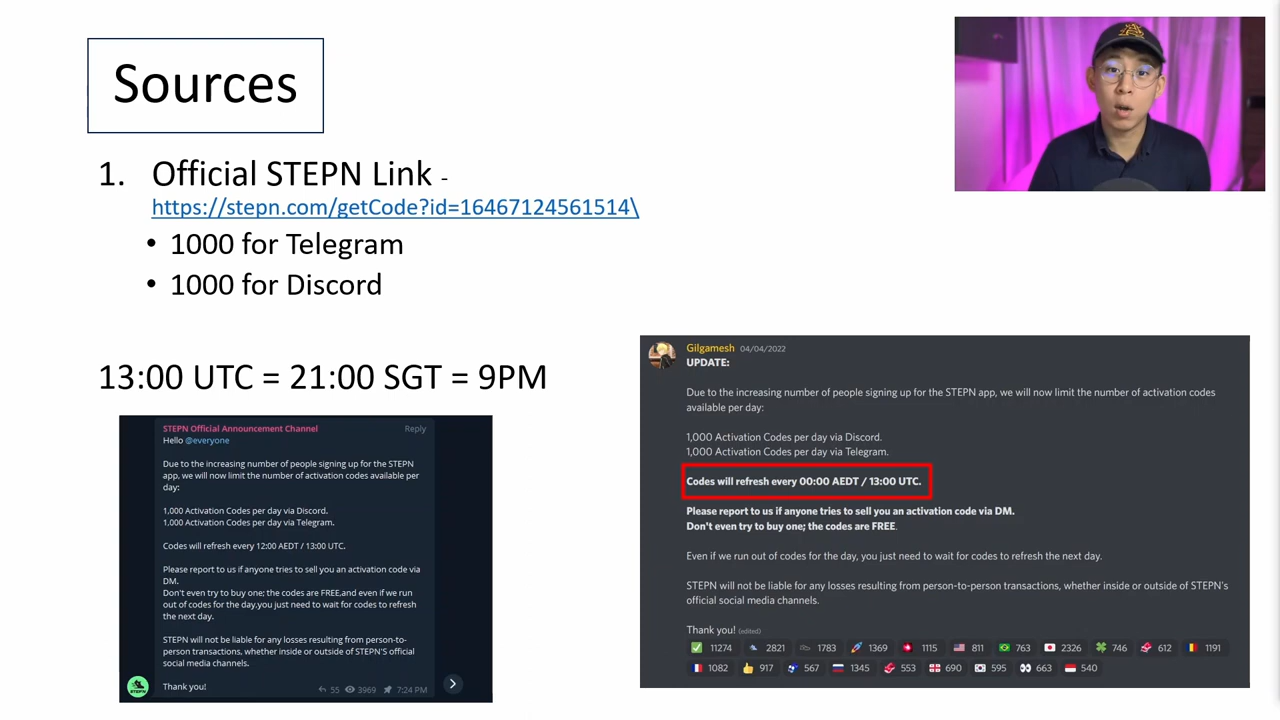 Sources
1. Official STEPN Link -
https://stepn.com/getCode?id=16467124561514\
• 1000 for Telegram
• 1000 for Discord
13:00 UTC = 21:00 SGT = 9PM
STEPN Official Announcement Channel Reply
Hello @everyone
Due to the increasing number of people signing up for the STEPN
app, we will now limit the number of activation codes available per
day:
1,000 Activation Codes per day via Discord.
1,000 Activation Codes per day via Telegram.
Codes will refresh every 12:00 AEDT / 13:00 UTC.
Please report to us if anyone tries to sell you an activation code via
DM.
Don't even try to buy one; the codes are FREE,and even if we run
out of codes for the day,you just need to wait for codes to refresh
the next day.
STEPN will not be liable for any losses resulting from person-to-
person transactions, whether inside or outside of STEPN'S official
social media channels.
Thank you!
55 3969 7:24 PM
STEPN
Gilgamesh 04/04/2022
UPDATE:
Due to the increasing number of people signing up for the STEPN app, we will now limit the number of activation codes
available per day:
1,000 Activation Codes per day via Discord.
1,000 Activation Codes per day via Telegram.
Codes will refresh every 00:00 AEDT / 13:00 UTC.
Please report to us if anyone tries to sell you an activation code via DM.
Don't even try to buy one; the codes are FREE.
Even if we run out of codes for the day, you just need to wait for codes to refresh the next day.
STEPN will not be liable for any losses resulting from person-to-person transactions, whether inside or outside of STEPN's
official social media channels.
Thank you! (edited)
11274 2821 1783 1369 1115 811 763 2326 746 612 1191
1082 917 567 1345 553 690 595 663 540